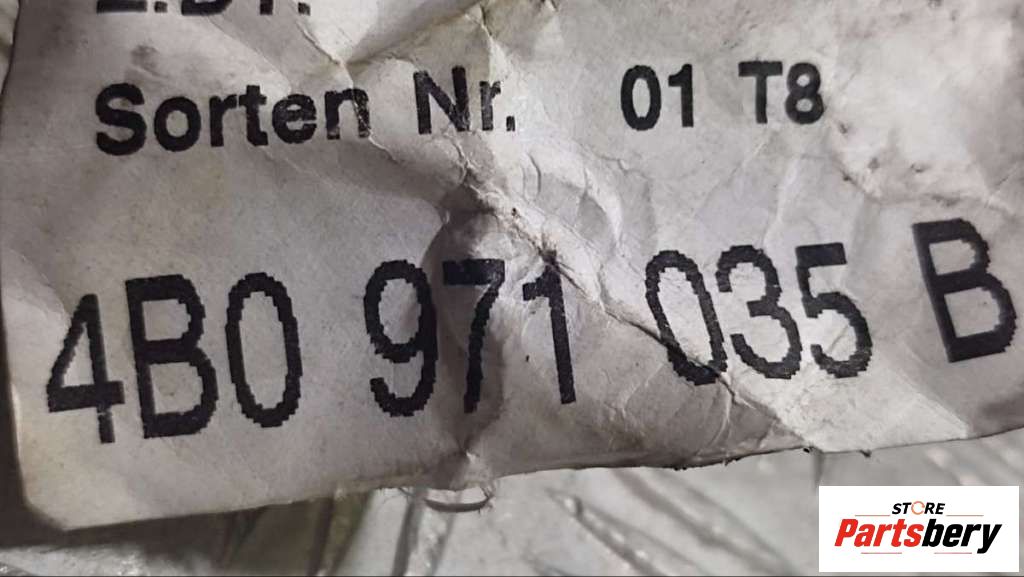 Sorten Nr. 01 T8
4B0 971 035 B
STORE
Partsbery